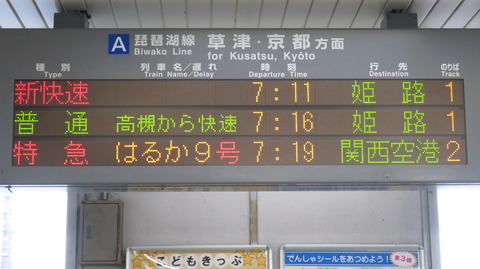 A 琵琶湖線 草津・京都方面
Biwako Line for Kusatsu, Kyōto
種別 列車名/遅れ 時刻 行先 のりば
Type Train Name/Delay Departure Time Destination Track
新快速 7:11 姫路 1
普通 高槻から快速 7:16 姫路 1
特急 はるか9号 7:19 関西空港 2
こどもきっぷ
でんしゃシールをあつめよう! 第3弾